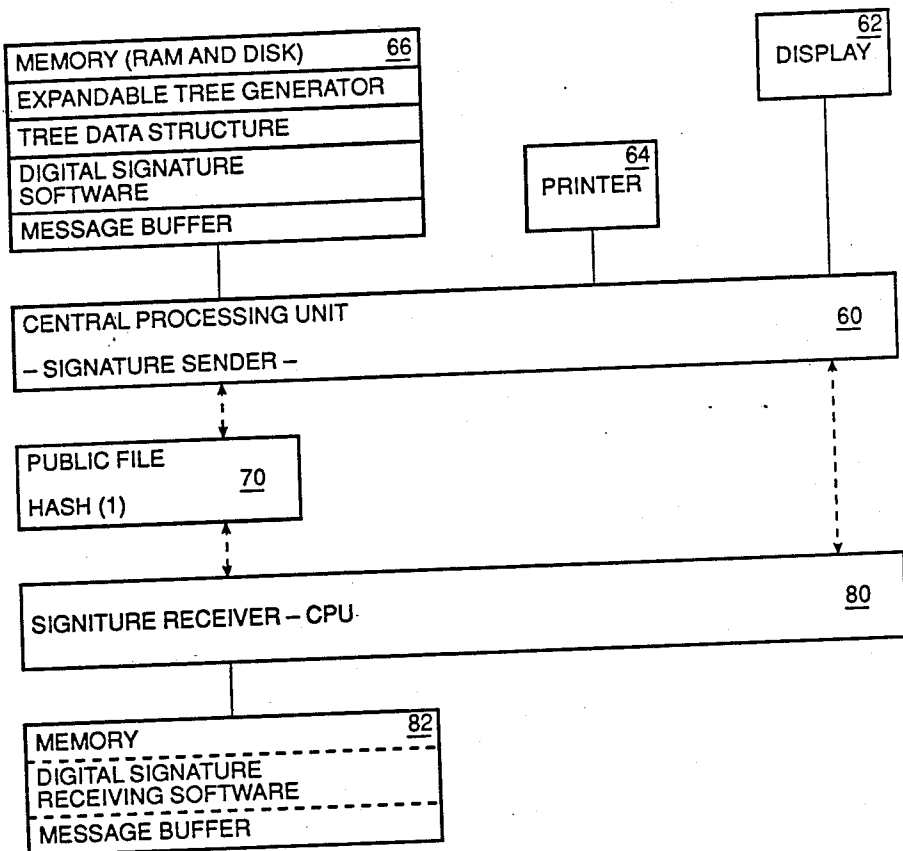 MEMORY (RAM AND DISK) 66
EXPANDABLE TREE GENERATOR
TREE DATA STRUCTURE
DIGITAL SIGNATURE
SOFTWARE
MESSAGE BUFFER
64
PRINTER
62
DISPLAY
CENTRAL PROCESSING UNIT
60
– SIGNATURE SENDER –
PUBLIC FILE
70
HASH (1)
SIGNITURE RECEIVER – CPU
80
MEMORY 82
DIGITAL SIGNATURE
RECEIVING SOFTWARE
MESSAGE BUFFER